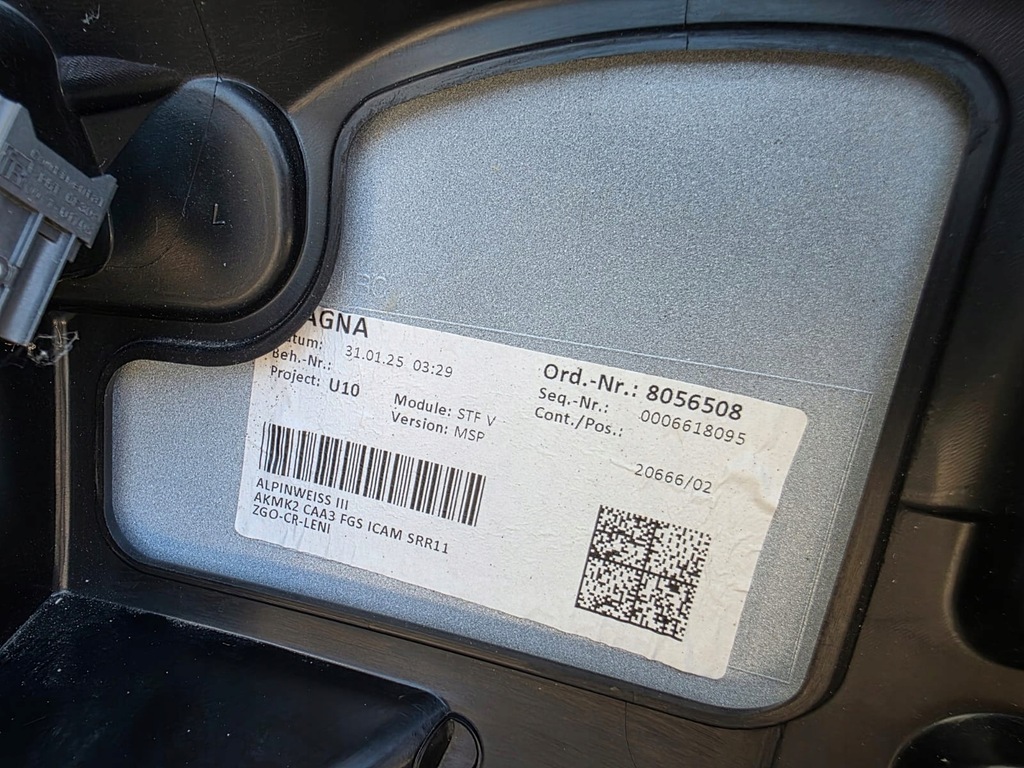 L
AGNA
Datum: 31.01.25 03:29
Beh.-Nr.:
Project: U10
Module: STF V
Version: MSP
Ord.-Nr.: 8056508
Seq.-Nr.: 0006618095
Cont./Pos.:
20666/02
ALPINWEISS III
AKMK2 CAA3 FGS ICAM SRR11
ZGO-CR-LENI